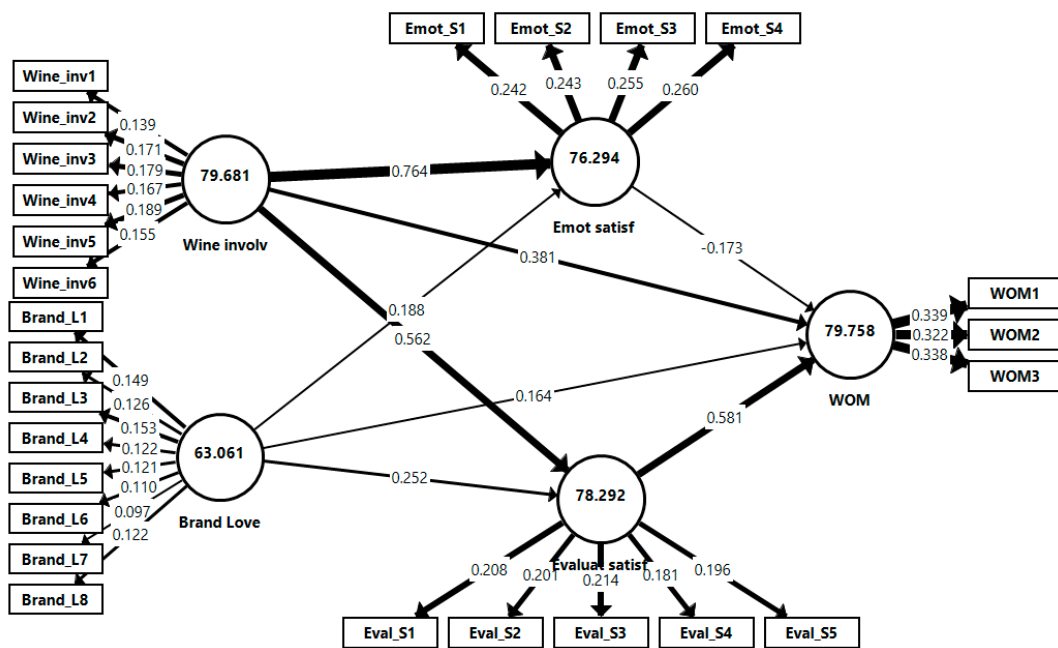 Emot_S1 Emot_S2 Emot_S3 Emot_S4
0.242 0.243 0.255 0.260
Wine_inv1
Wine_inv2
Wine_inv3
Wine_inv4
Wine_inv5
Wine_inv6
0.139
0.171
0.179
0.167
0.189
0.155
79.681
Wine involv
0.764
76.294
Emot satisf
0.381
-0.173
0.188
0.562
Brand_L1
Brand_L2
Brand_L3
Brand_L4
Brand_L5
Brand_L6
Brand_L7
Brand_L8
0.149
0.126
0.153
0.122
0.121
0.110
0.097
0.122
63.061
Brand Love
0.164
0.252
0.581
79.758
WOM
0.339
0.322
0.338
WOM1
WOM2
WOM3
78.292
Evaluat satisf
0.208 0.201 0.214 0.181 0.196
Eval_S1 Eval_S2 Eval_S3 Eval_S4 Eval_S5